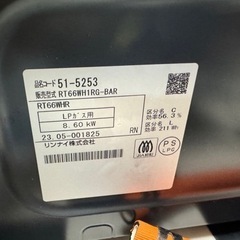 品名コード 51-5253
販売型式 RT66WH1RG-BAR
RT66WHR
LPガス用
8.60 kW
23.05-001825 RN
リンナイ株式会社
区分名 C
効率 56.3%
区分名 L
効率 211 Wh
PS
LPG